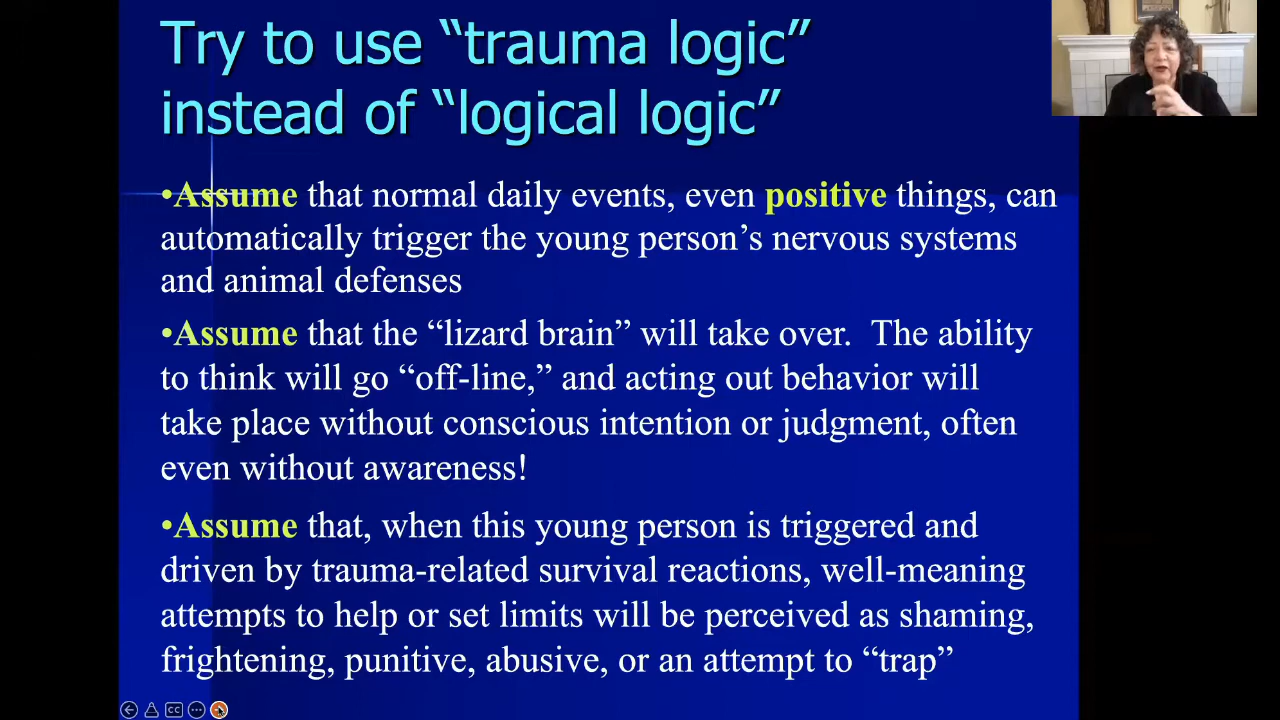 Try to use “trauma logic”
instead of “logical logic”
•Assume that normal daily events, even positive things, can
automatically trigger the young person’s nervous systems
and animal defenses
•Assume that the “lizard brain” will take over.  The ability
to think will go “off-line,” and acting out behavior will
take place without conscious intention or judgment, often
even without awareness!
•Assume that, when this young person is triggered and
driven by trauma-related survival reactions, well-meaning
attempts to help or set limits will be perceived as shaming,
frightening, punitive, abusive, or an attempt to “trap”
CC